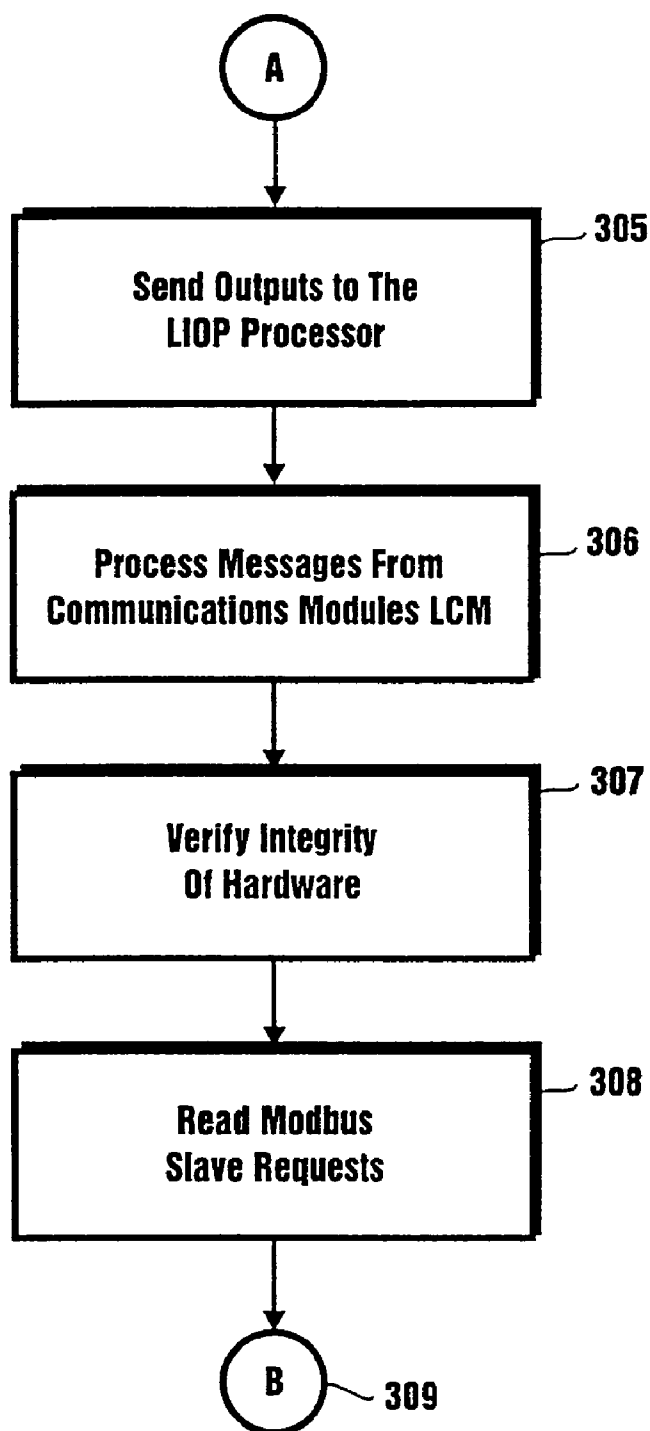 A
305
Send Outputs to The
LIOP Processor
306
Process Messages From
Communications Modules LCM
307
Verify Integrity
Of Hardware
308
Read Modbus
Slave Requests
B
309